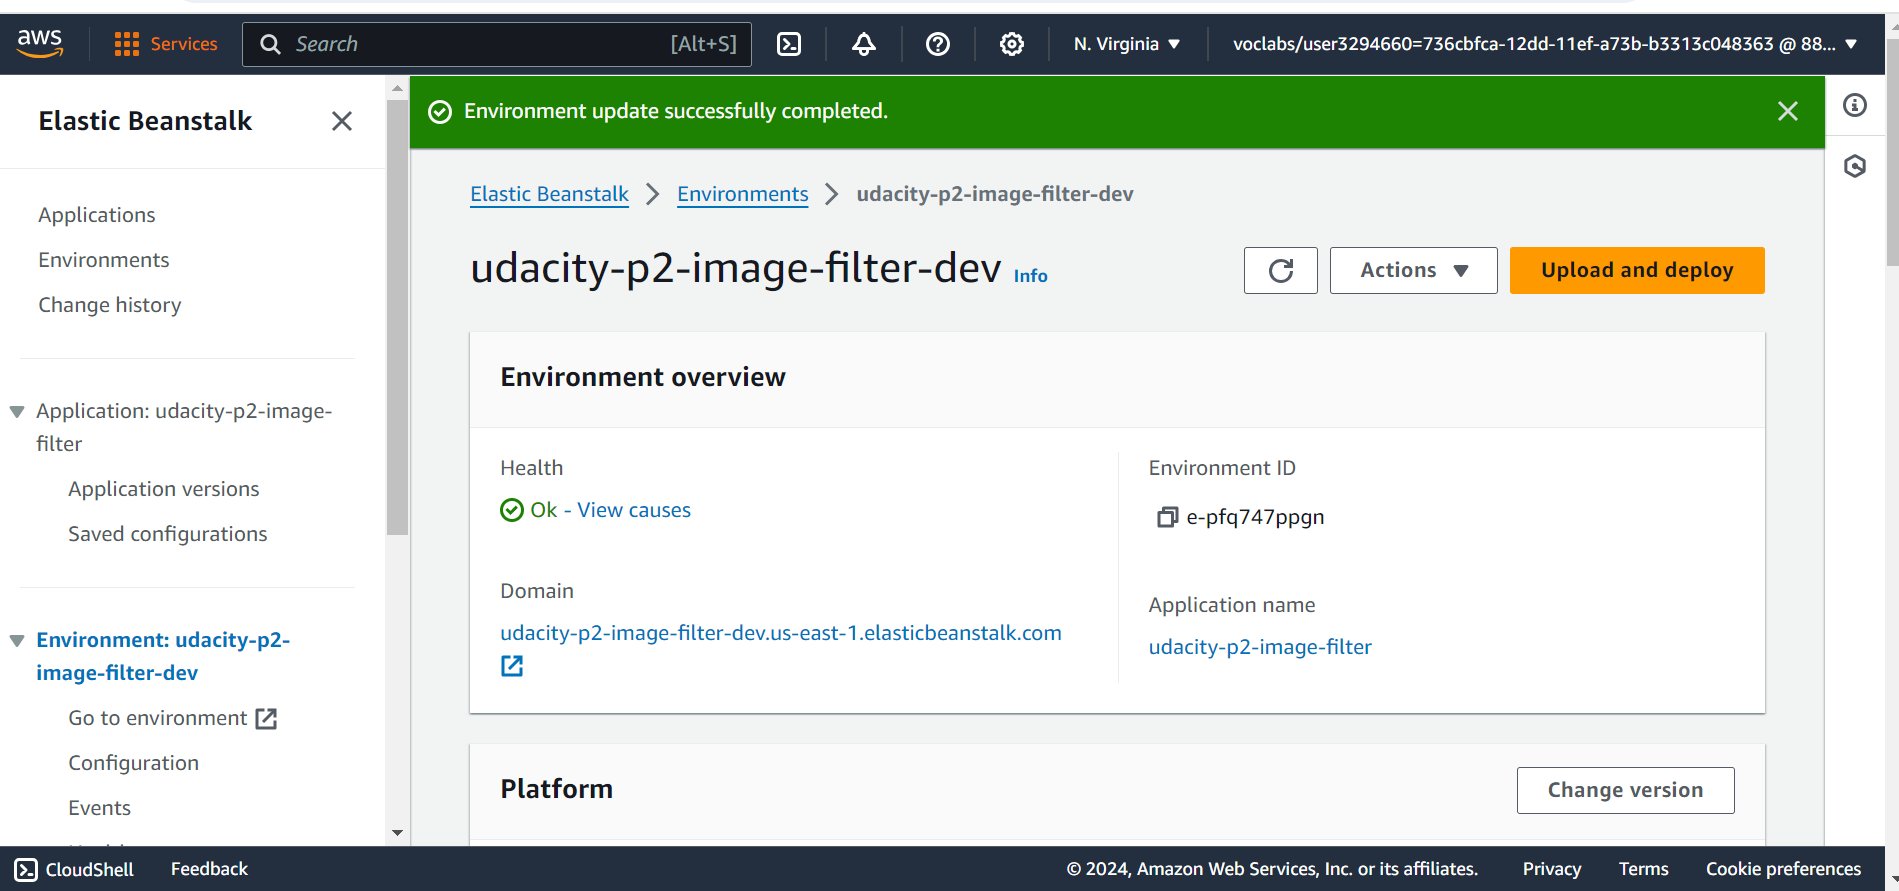 aws
Services
Search
[Alt+S]
N. Virginia
voclabs/user3294660=736cbfca-12dd-11ef-a73b-b3313c048363 @ 88...
Elastic Beanstalk
Applications
Environments
Change history
Application: udacity-p2-image-
filter
Application versions
Saved configurations
Environment: udacity-p2-
image-filter-dev
Go to environment
Configuration
Events
Environment update successfully completed.
Elastic Beanstalk
Environments
udacity-p2-image-filter-dev
udacity-p2-image-filter-dev Info
Actions
Upload and deploy
Environment overview
Health
Ok - View causes
Domain
udacity-p2-image-filter-dev.us-east-1.elasticbeanstalk.com
Environment ID
e-pfq747ppgn
Application name
udacity-p2-image-filter
Platform
Change version
CloudShell
Feedback
© 2024, Amazon Web Services, Inc. or its affiliates.
Privacy
Terms
Cookie preferences